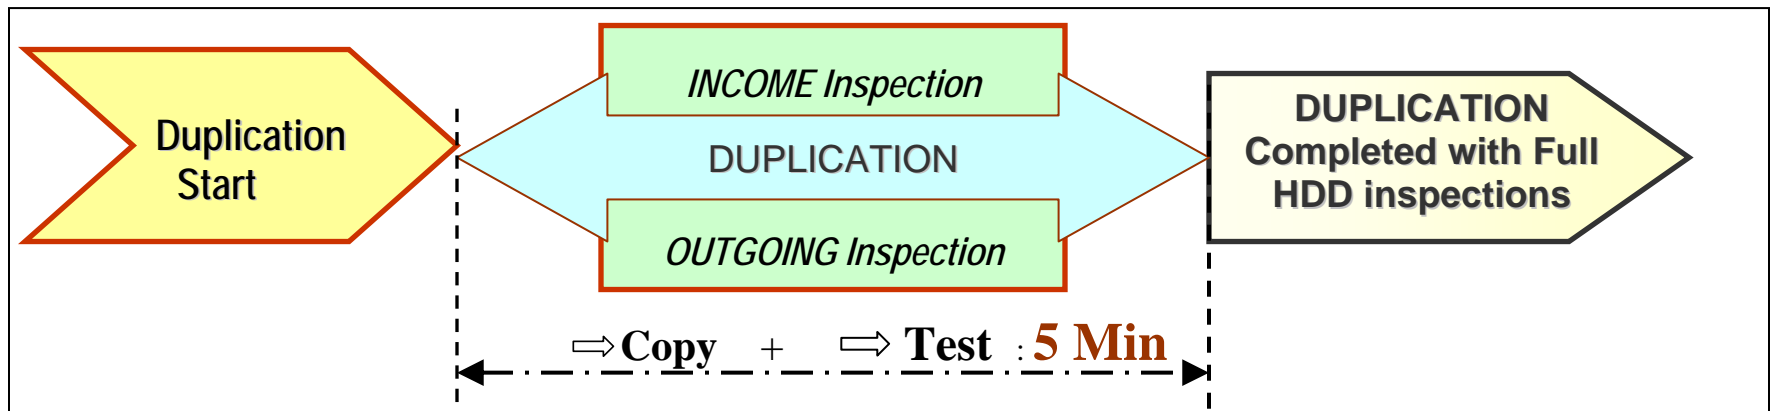 Duplication
Start
INCOME Inspection
DUPLICATION
OUTGOING Inspection
DUPLICATION
Completed with Full
HDD inspections
⇨Copy + ⇨ Test : 5 Min